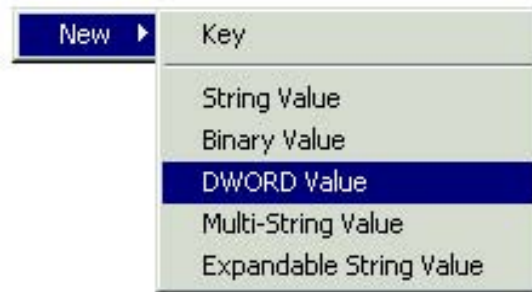 New
Key
String Value
Binary Value
DWORD Value
Multi-String Value
Expandable String Value